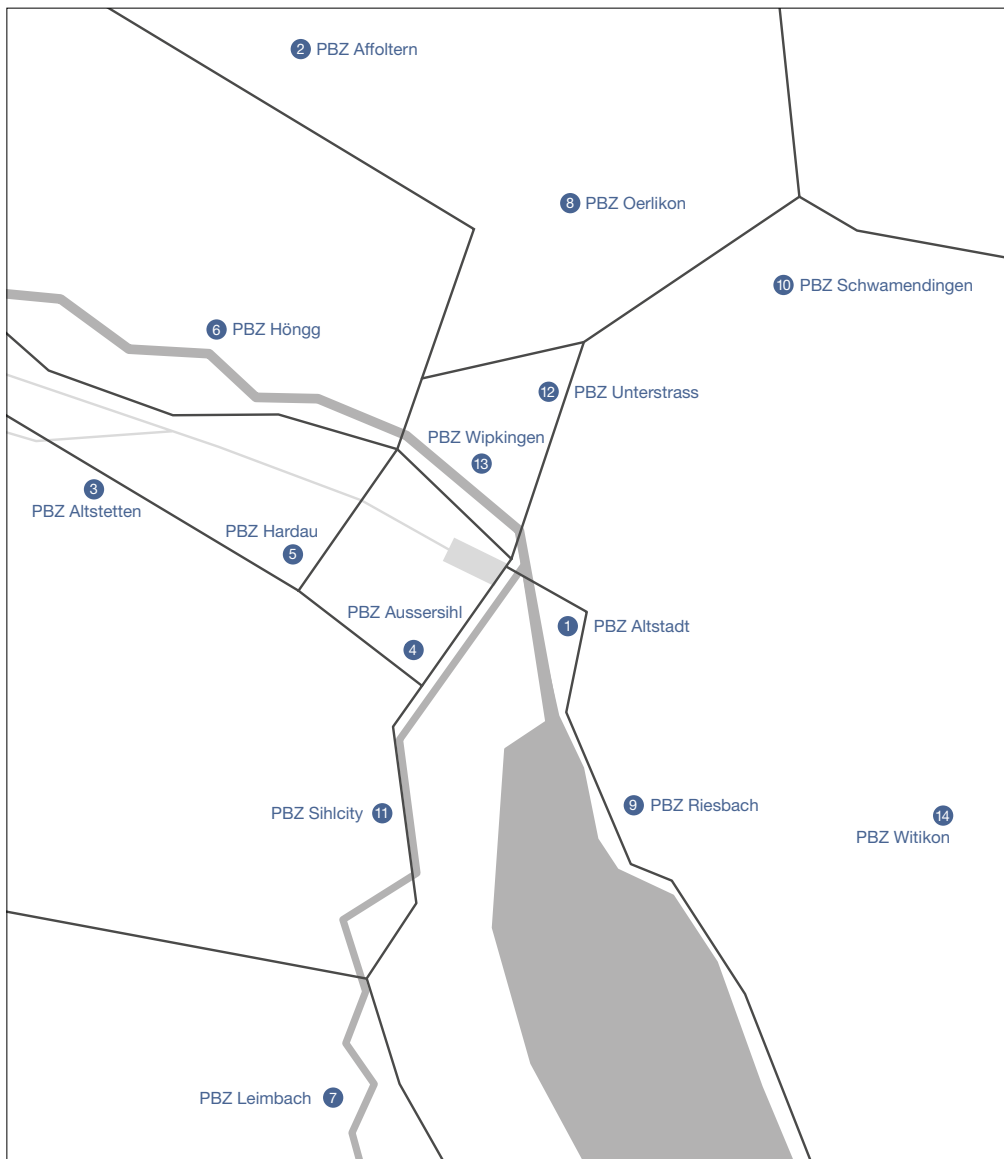 2 PBZ Affoltern
8 PBZ Oerlikon
10 PBZ Schwamendingen
6 PBZ Höngg
12 PBZ Unterstrass
PBZ Wipkingen
13
3
PBZ Altstetten
PBZ Hardau
5
PBZ Aussersihl
4
1 PBZ Altstadt
PBZ Sihlcity 11
9 PBZ Riesbach
14
PBZ Witikon
PBZ Leimbach 7